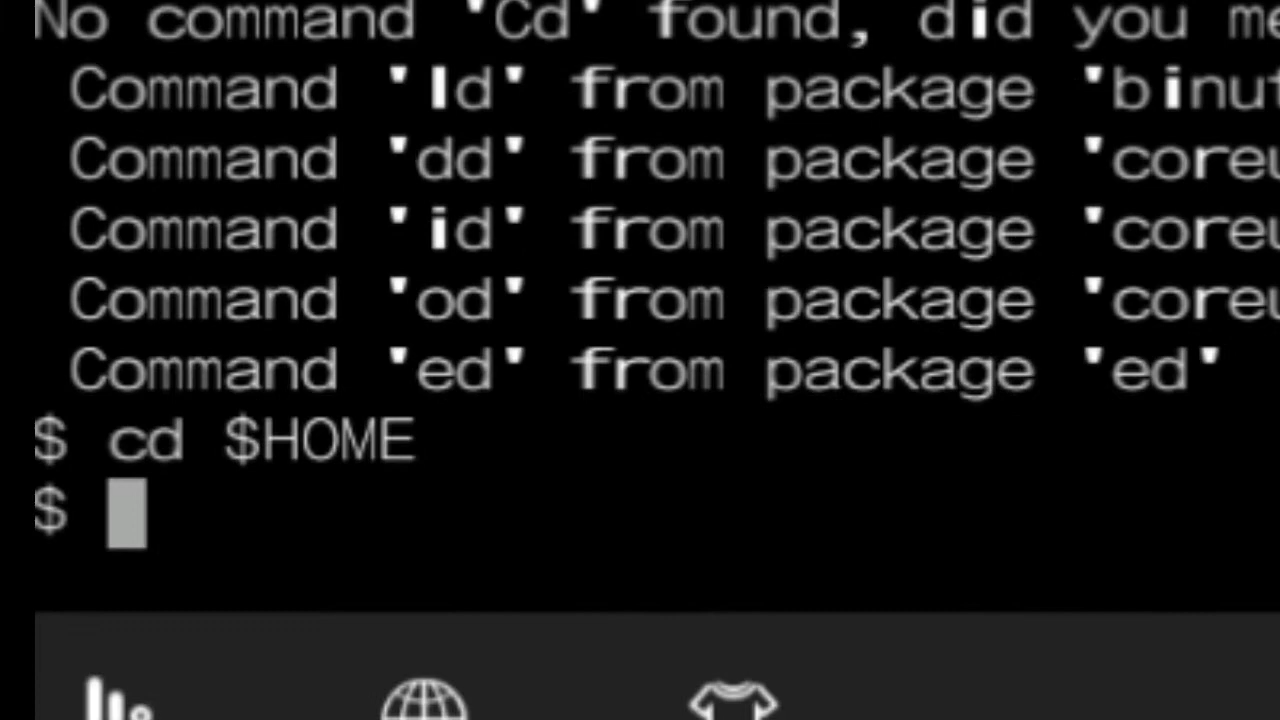 No command 'Cd' found, did you me
Command 'ld' from package 'binut
Command 'dd' from package 'coreu
Command 'id' from package 'coreu
Command 'od' from package 'coreu
Command 'ed' from package 'ed'
$ cd $HOME
$